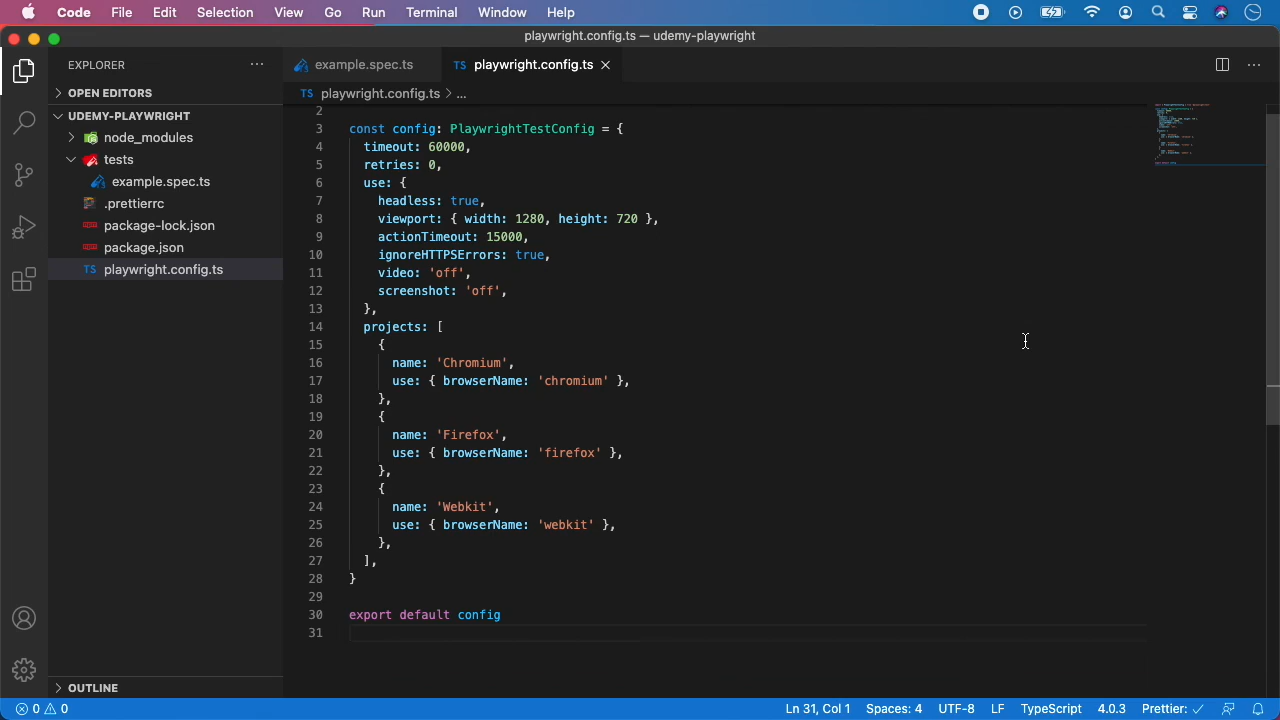 Code File Edit Selection View Go Run Terminal Window Help
playwright.config.ts — udemy-playwright
EXPLORER
example.spec.ts
TS playwright.config.ts
OPEN EDITORS
TS playwright.config.ts > ...
UDEMY-PLAYWRIGHT
node_modules
tests
example.spec.ts
.prettierrc
package-lock.json
package.json
TS playwright.config.ts
OUTLINE
2
3 const config: PlaywrightTestConfig = {
4 timeout: 60000,
5 retries: 0,
6 use: {
7 headless: true,
8 viewport: { width: 1280, height: 720 },
9 actionTimeout: 15000,
10 ignoreHTTPSErrors: true,
11 video: 'off',
12 screenshot: 'off',
13 },
14 projects: [
15 {
16 name: 'Chromium',
17 use: { browserName: 'chromium' },
18 },
19 {
20 name: 'Firefox',
21 use: { browserName: 'firefox' },
22 },
23 {
24 name: 'Webkit',
25 use: { browserName: 'webkit' },
26 },
27 ],
28 }
29
30 export default config
31
0 0 Ln 31, Col 1 Spaces: 4 UTF-8 LF TypeScript 4.0.3 Prettier: ✓